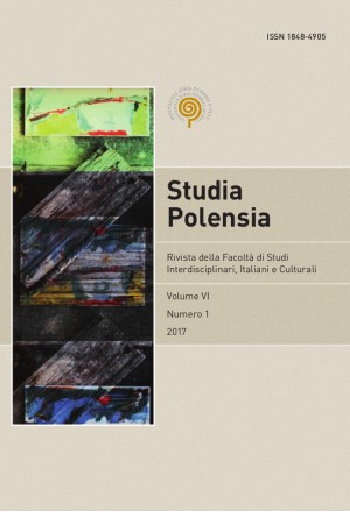 ISSN 1848-4905
Studia
Polensia
Rivista della Facoltà di Studi
Interdisciplinari, Italiani e Culturali
Volume VI
Numero 1
2017